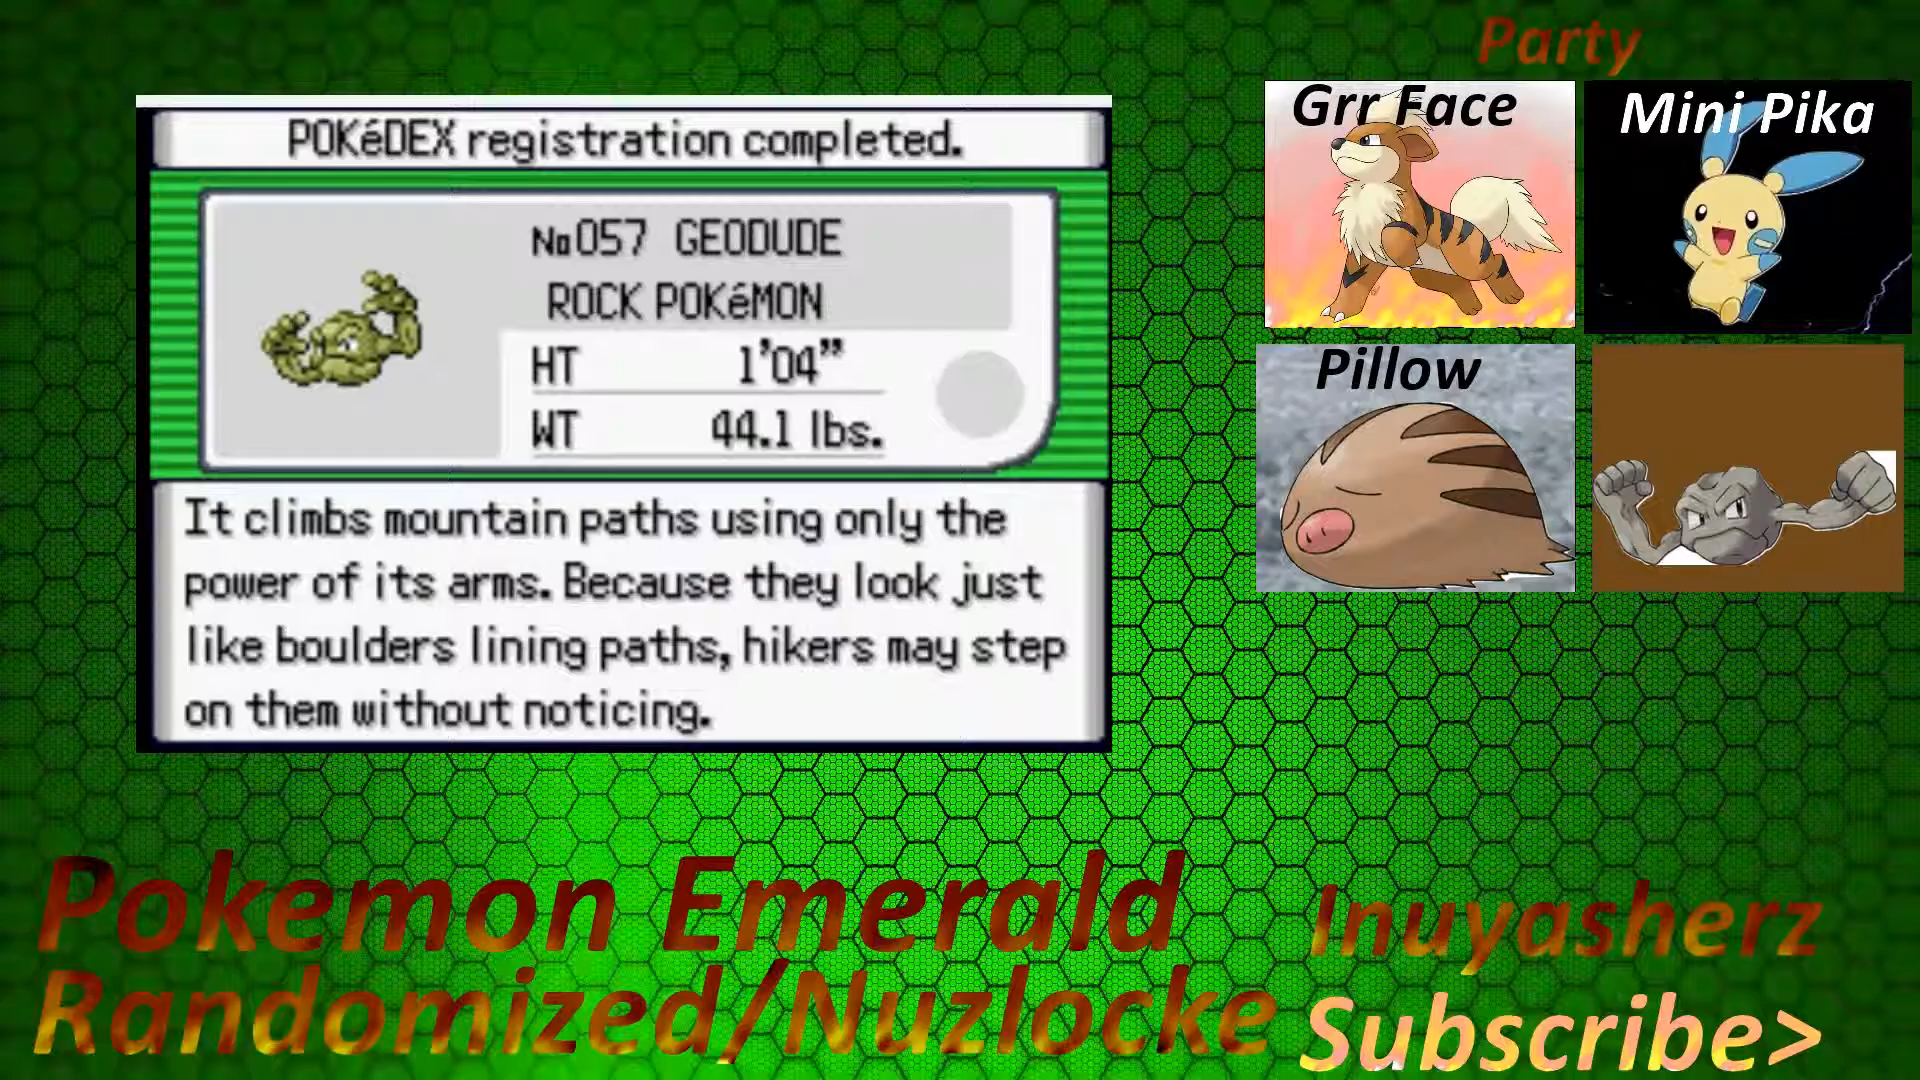 Party
Grr Face
Mini Pika
Pillow
POKéDEX registration completed.
No057 GEODUDE
ROCK POKéMON
HT 1'04"
WT 44.1 lbs.
It climbs mountain paths using only the
power of its arms. Because they look just
like boulders lining paths, hikers may step
on them without noticing.
Pokemon Emerald
Randomized/Nuzlocke
Inuyasherz
Subscribe>